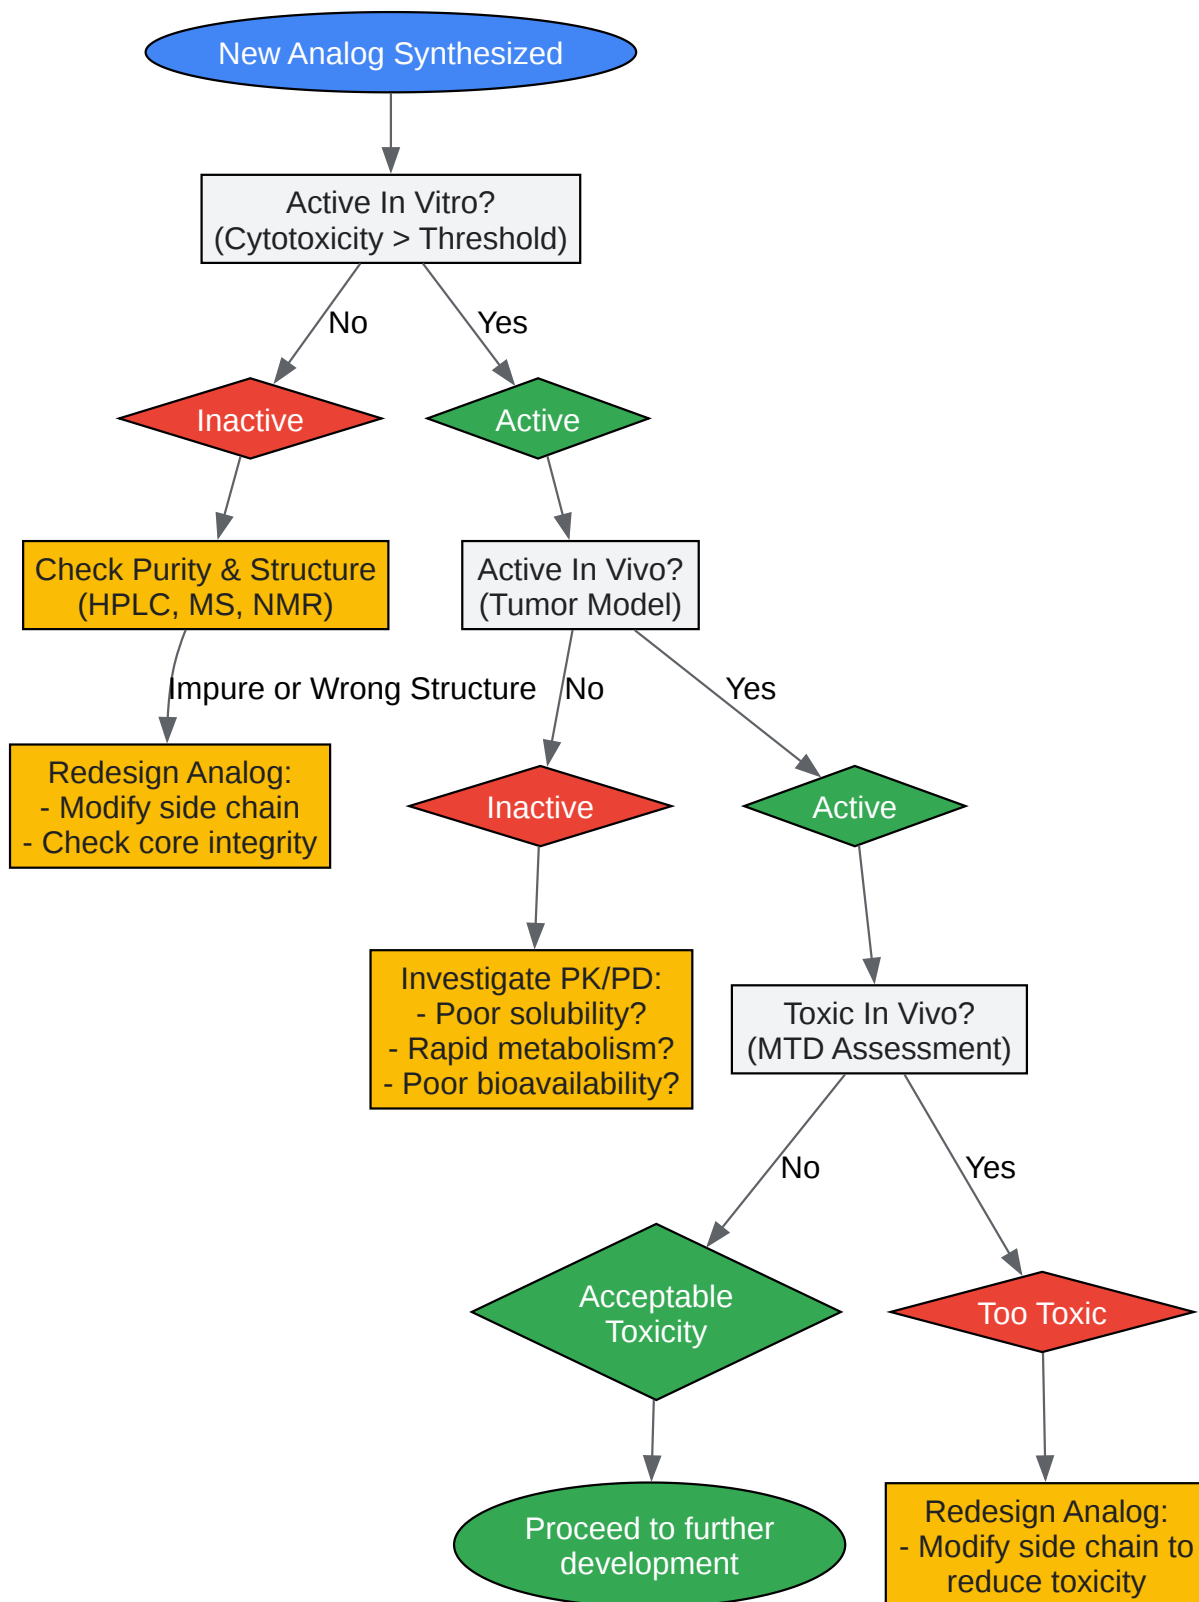 New Analog Synthesized
Active In Vitro?
(Cytotoxicity > Threshold)
No
Yes
Inactive
Active
Check Purity & Structure
(HPLC, MS, NMR)
Active In Vivo?
(Tumor Model)
Impure or Wrong Structure
No
Yes
Redesign Analog:
- Modify side chain
- Check core integrity
Inactive
Active
Investigate PK/PD:
- Poor solubility?
- Rapid metabolism?
- Poor bioavailability?
Toxic In Vivo?
(MTD Assessment)
No
Yes
Acceptable
Toxicity
Too Toxic
Proceed to further
development
Redesign Analog:
- Modify side chain to
reduce toxicity